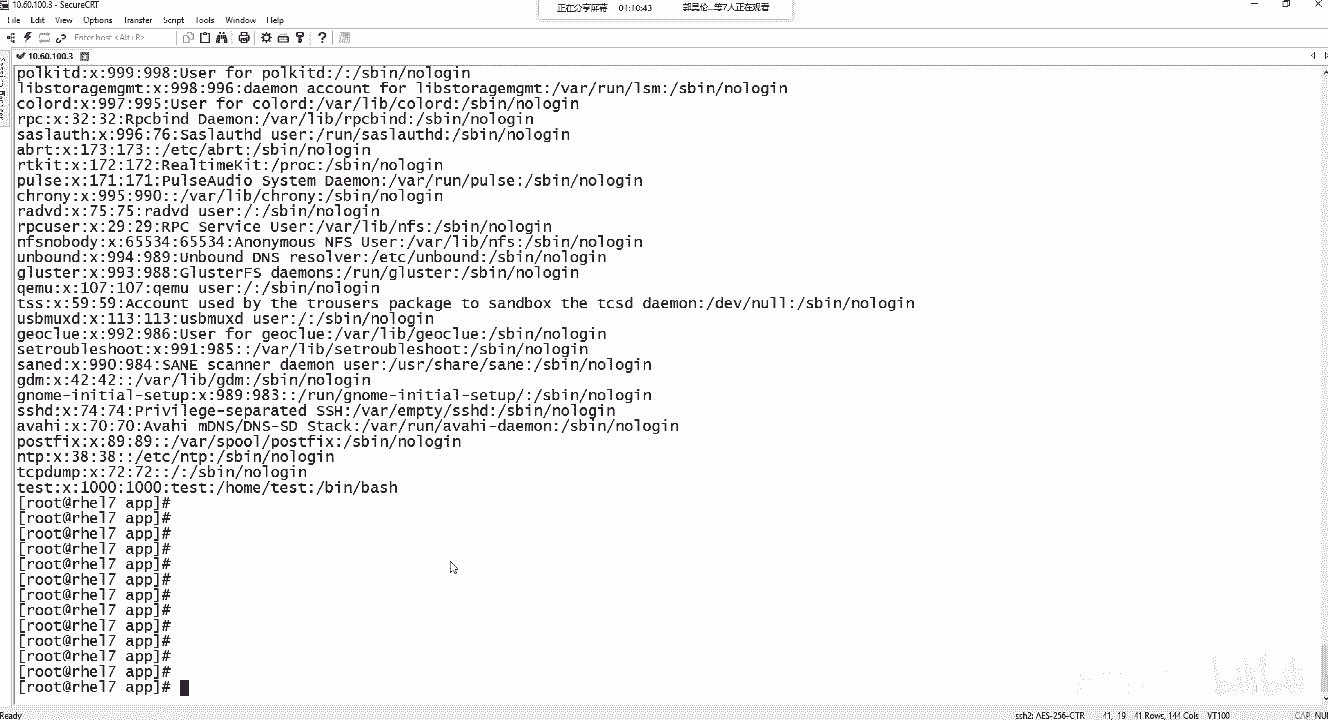 10.60.100.3 - SecureCRT
正在分享屏幕 01:10:43 等7人正在观看
File Edit View Options Transfer Script Tools Window Help
Enter host <Alt+R>
10.60.100.3
polkitd:x:999:998:User for polkitd:/:/sbin/nologin
libstoragemgmt:x:998:996:daemon account for libstoragemgmt:/var/run/lsm:/sbin/nologin
colord:x:997:995:User for colord:/var/lib/colord:/sbin/nologin
rpc:x:32:32:Rpcbind Daemon:/var/lib/rpcbind:/sbin/nologin
saslauth:x:996:76:Saslauthd user:/run/saslauthd:/sbin/nologin
abrt:x:173:173::/etc/abrt:/sbin/nologin
rtkit:x:172:172:RealtimeKit:/proc:/sbin/nologin
pulse:x:171:171:PulseAudio System Daemon:/var/run/pulse:/sbin/nologin
chrony:x:995:990::/var/lib/chrony:/sbin/nologin
radvd:x:75:75:radvd user:/:/sbin/nologin
rpcuser:x:29:29:RPC Service User:/var/lib/nfs:/sbin/nologin
nfsnobody:x:65534:65534:Anonymous NFS User:/var/lib/nfs:/sbin/nologin
unbound:x:994:989:Unbound DNS resolver:/etc/unbound:/sbin/nologin
gluster:x:993:988:GlusterFS daemons:/run/gluster:/sbin/nologin
qemu:x:107:107:qemu user:/:/sbin/nologin
tss:x:59:59:Account used by the trousers package to sandbox the tcsd daemon:/dev/null:/sbin/nologin
usbmuxd:x:113:113:usbmuxd user:/:/sbin/nologin
geoclue:x:992:986:User for geoclue:/var/lib/geoclue:/sbin/nologin
setroubleshoot:x:991:985::/var/lib/setroubleshoot:/sbin/nologin
saned:x:990:984:SANE scanner daemon user:/usr/share/sane:/sbin/nologin
gdm:x:42:42::/var/lib/gdm:/sbin/nologin
gnome-initial-setup:x:989:983::/run/gnome-initial-setup/:/sbin/nologin
sshd:x:74:74:Privilege-separated SSH:/var/empty/sshd:/sbin/nologin
avahi:x:70:70:Avahi mDNS/DNS-SD Stack:/var/run/avahi-daemon:/sbin/nologin
postfix:x:89:89::/var/spool/postfix:/sbin/nologin
ntp:x:38:38::/etc/ntp:/sbin/nologin
tcpdump:x:72:72::/:/sbin/nologin
test:x:1000:1000:test:/home/test:/bin/bash
[root@rhel7 app]#
[root@rhel7 app]#
[root@rhel7 app]#
[root@rhel7 app]#
[root@rhel7 app]#
[root@rhel7 app]#
[root@rhel7 app]#
[root@rhel7 app]#
[root@rhel7 app]#
[root@rhel7 app]#
[root@rhel7 app]#
[root@rhel7 app]#
[root@rhel7 app]#
bilibili
Ready ssh2: AES-256-CTR 41, 19 41 Rows, 144 Cols VT100 CAP NUM